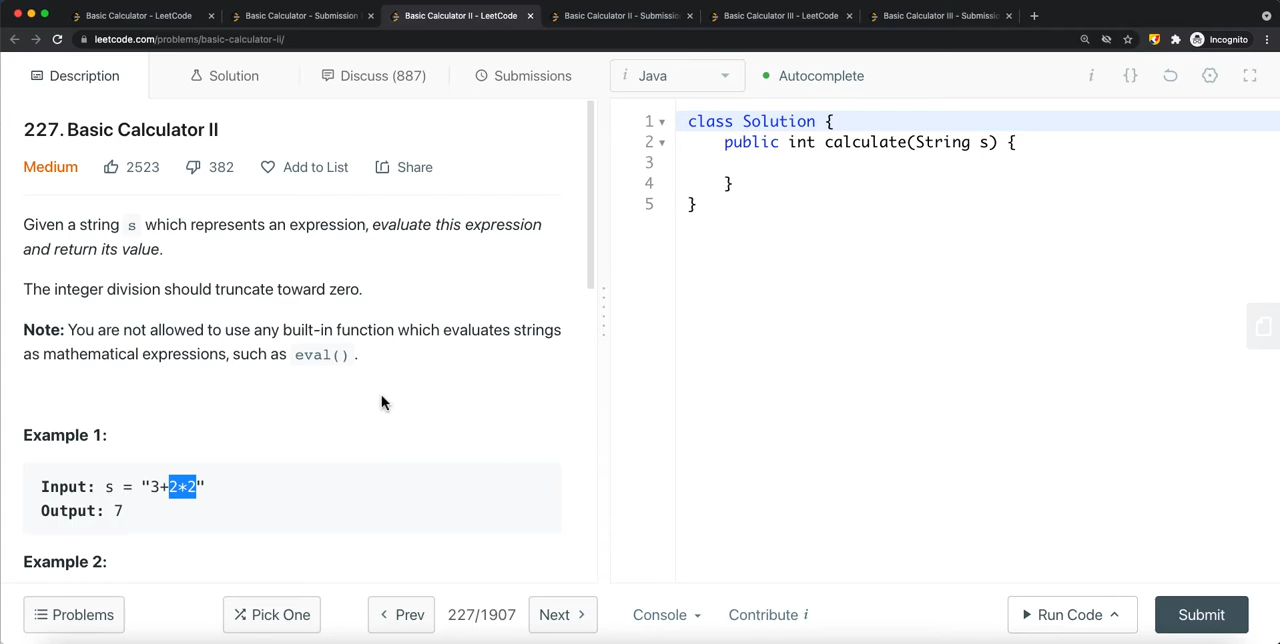 Basic Calculator - LeetCode
Basic Calculator - Submission
Basic Calculator II - LeetCode
Basic Calculator II - Submissio
Basic Calculator III - LeetCode
Basic Calculator III - Submissio
leetcode.com/problems/basic-calculator-ii/
Incognito
Description
Solution
Discuss (887)
Submissions
i Java
Autocomplete
227. Basic Calculator II
Medium
2523
382
Add to List
Share
Given a string s which represents an expression, evaluate this expression
and return its value.
The integer division should truncate toward zero.
Note: You are not allowed to use any built-in function which evaluates strings
as mathematical expressions, such as eval() .
Example 1:
Input: s = "3+2*2"
Output: 7
Example 2:
1 class Solution {
2 public int calculate(String s) {
3
4 }
5 }
Problems
Pick One
Prev
227/1907
Next
Console
Contribute i
Run Code
Submit